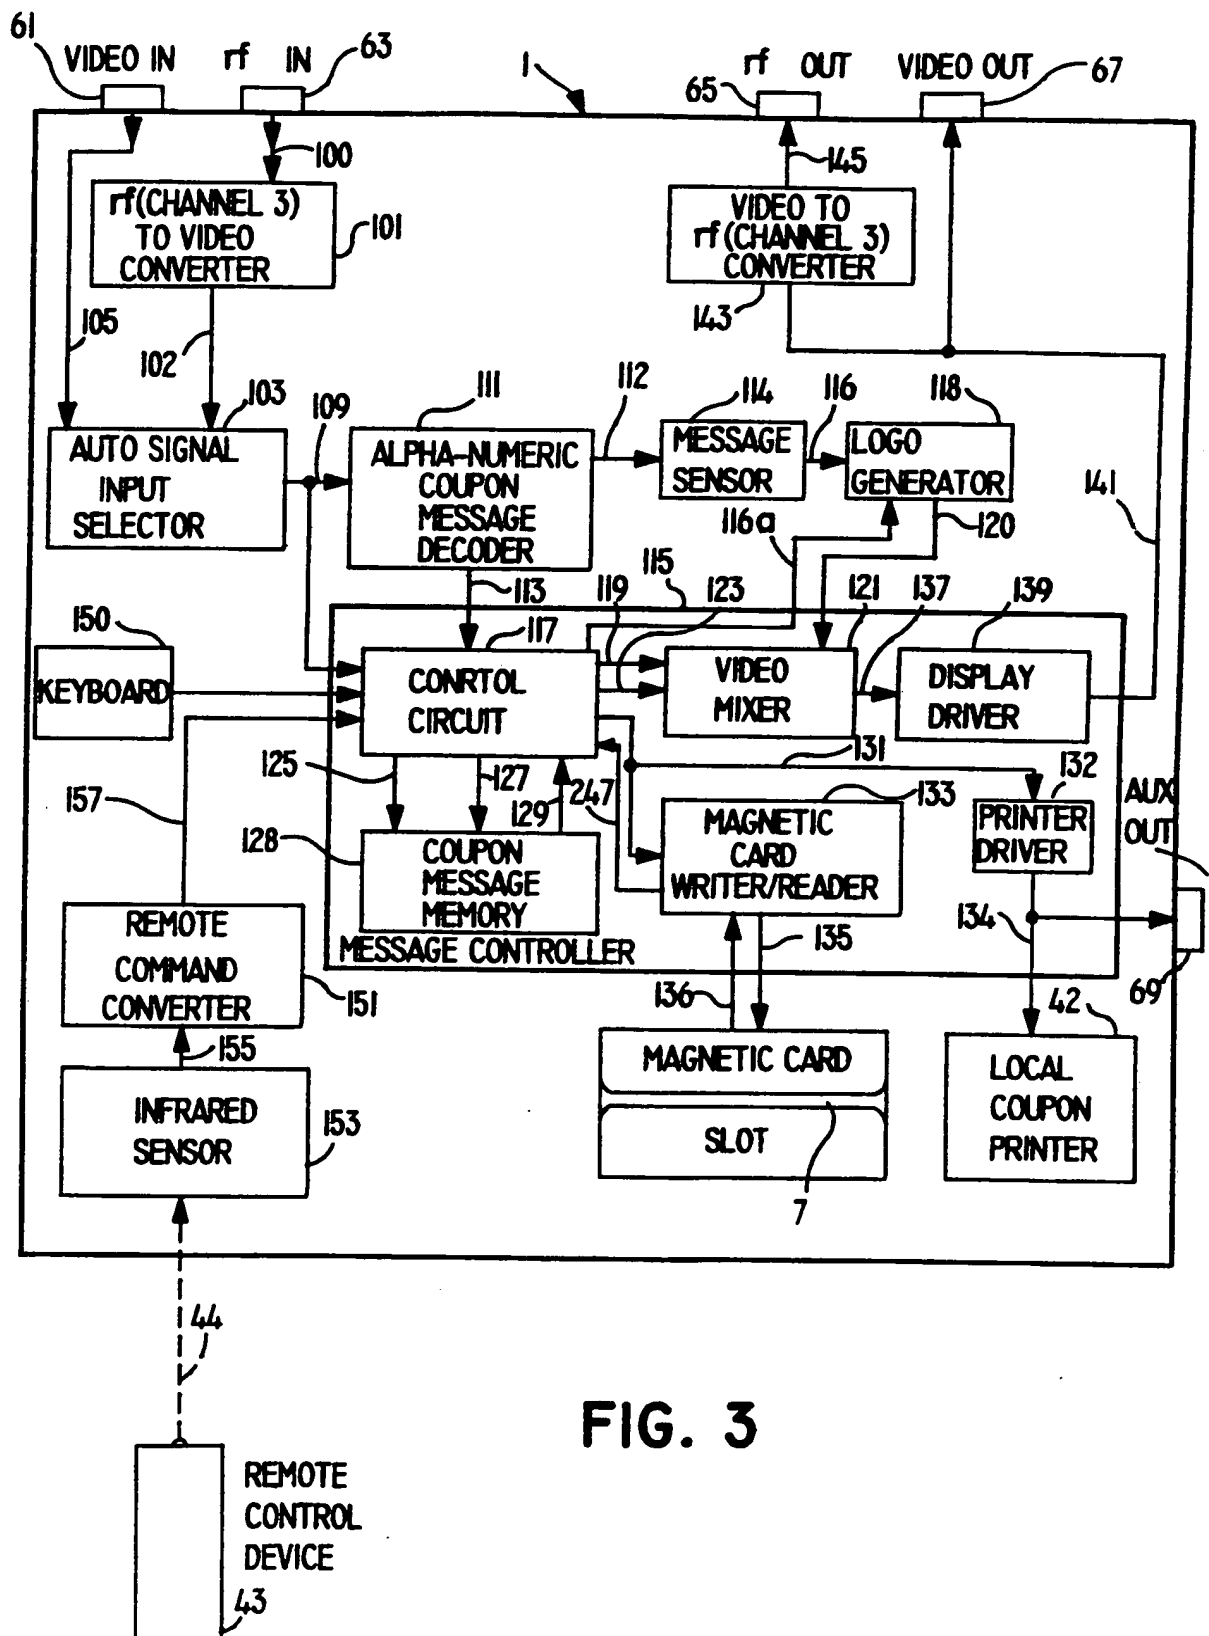 61
VIDEO IN
rf IN
63
1
rf OUT
65
VIDEO OUT
67
100
145
rf (CHANNEL 3)
TO VIDEO
CONVERTER
101
VIDEO TO
rf (CHANNEL 3)
CONVERTER
143
105
102
103
109
111
112
114
116
118
AUTO SIGNAL
INPUT
SELECTOR
ALPHA-NUMERIC
COUPON
MESSAGE
DECODER
MESSAGE
SENSOR
LOGO
GENERATOR
141
116a
120
113
115
119
123
121
137
139
150
117
KEYBOARD
CONRTOL
CIRCUIT
VIDEO
MIXER
DISPLAY
DRIVER
125
127
129
247
131
132
133
157
128
COUPON
MESSAGE
MEMORY
MAGNETIC
CARD
WRITER/READER
PRINTER
DRIVER
AUX
OUT
134
135
MESSAGE CONTROLLER
REMOTE
COMMAND
CONVERTER
151
136
69
42
155
MAGNETIC CARD
SLOT
7
LOCAL
COUPON
PRINTER
INFRARED
SENSOR
153
44
FIG. 3
REMOTE
CONTROL
DEVICE
43